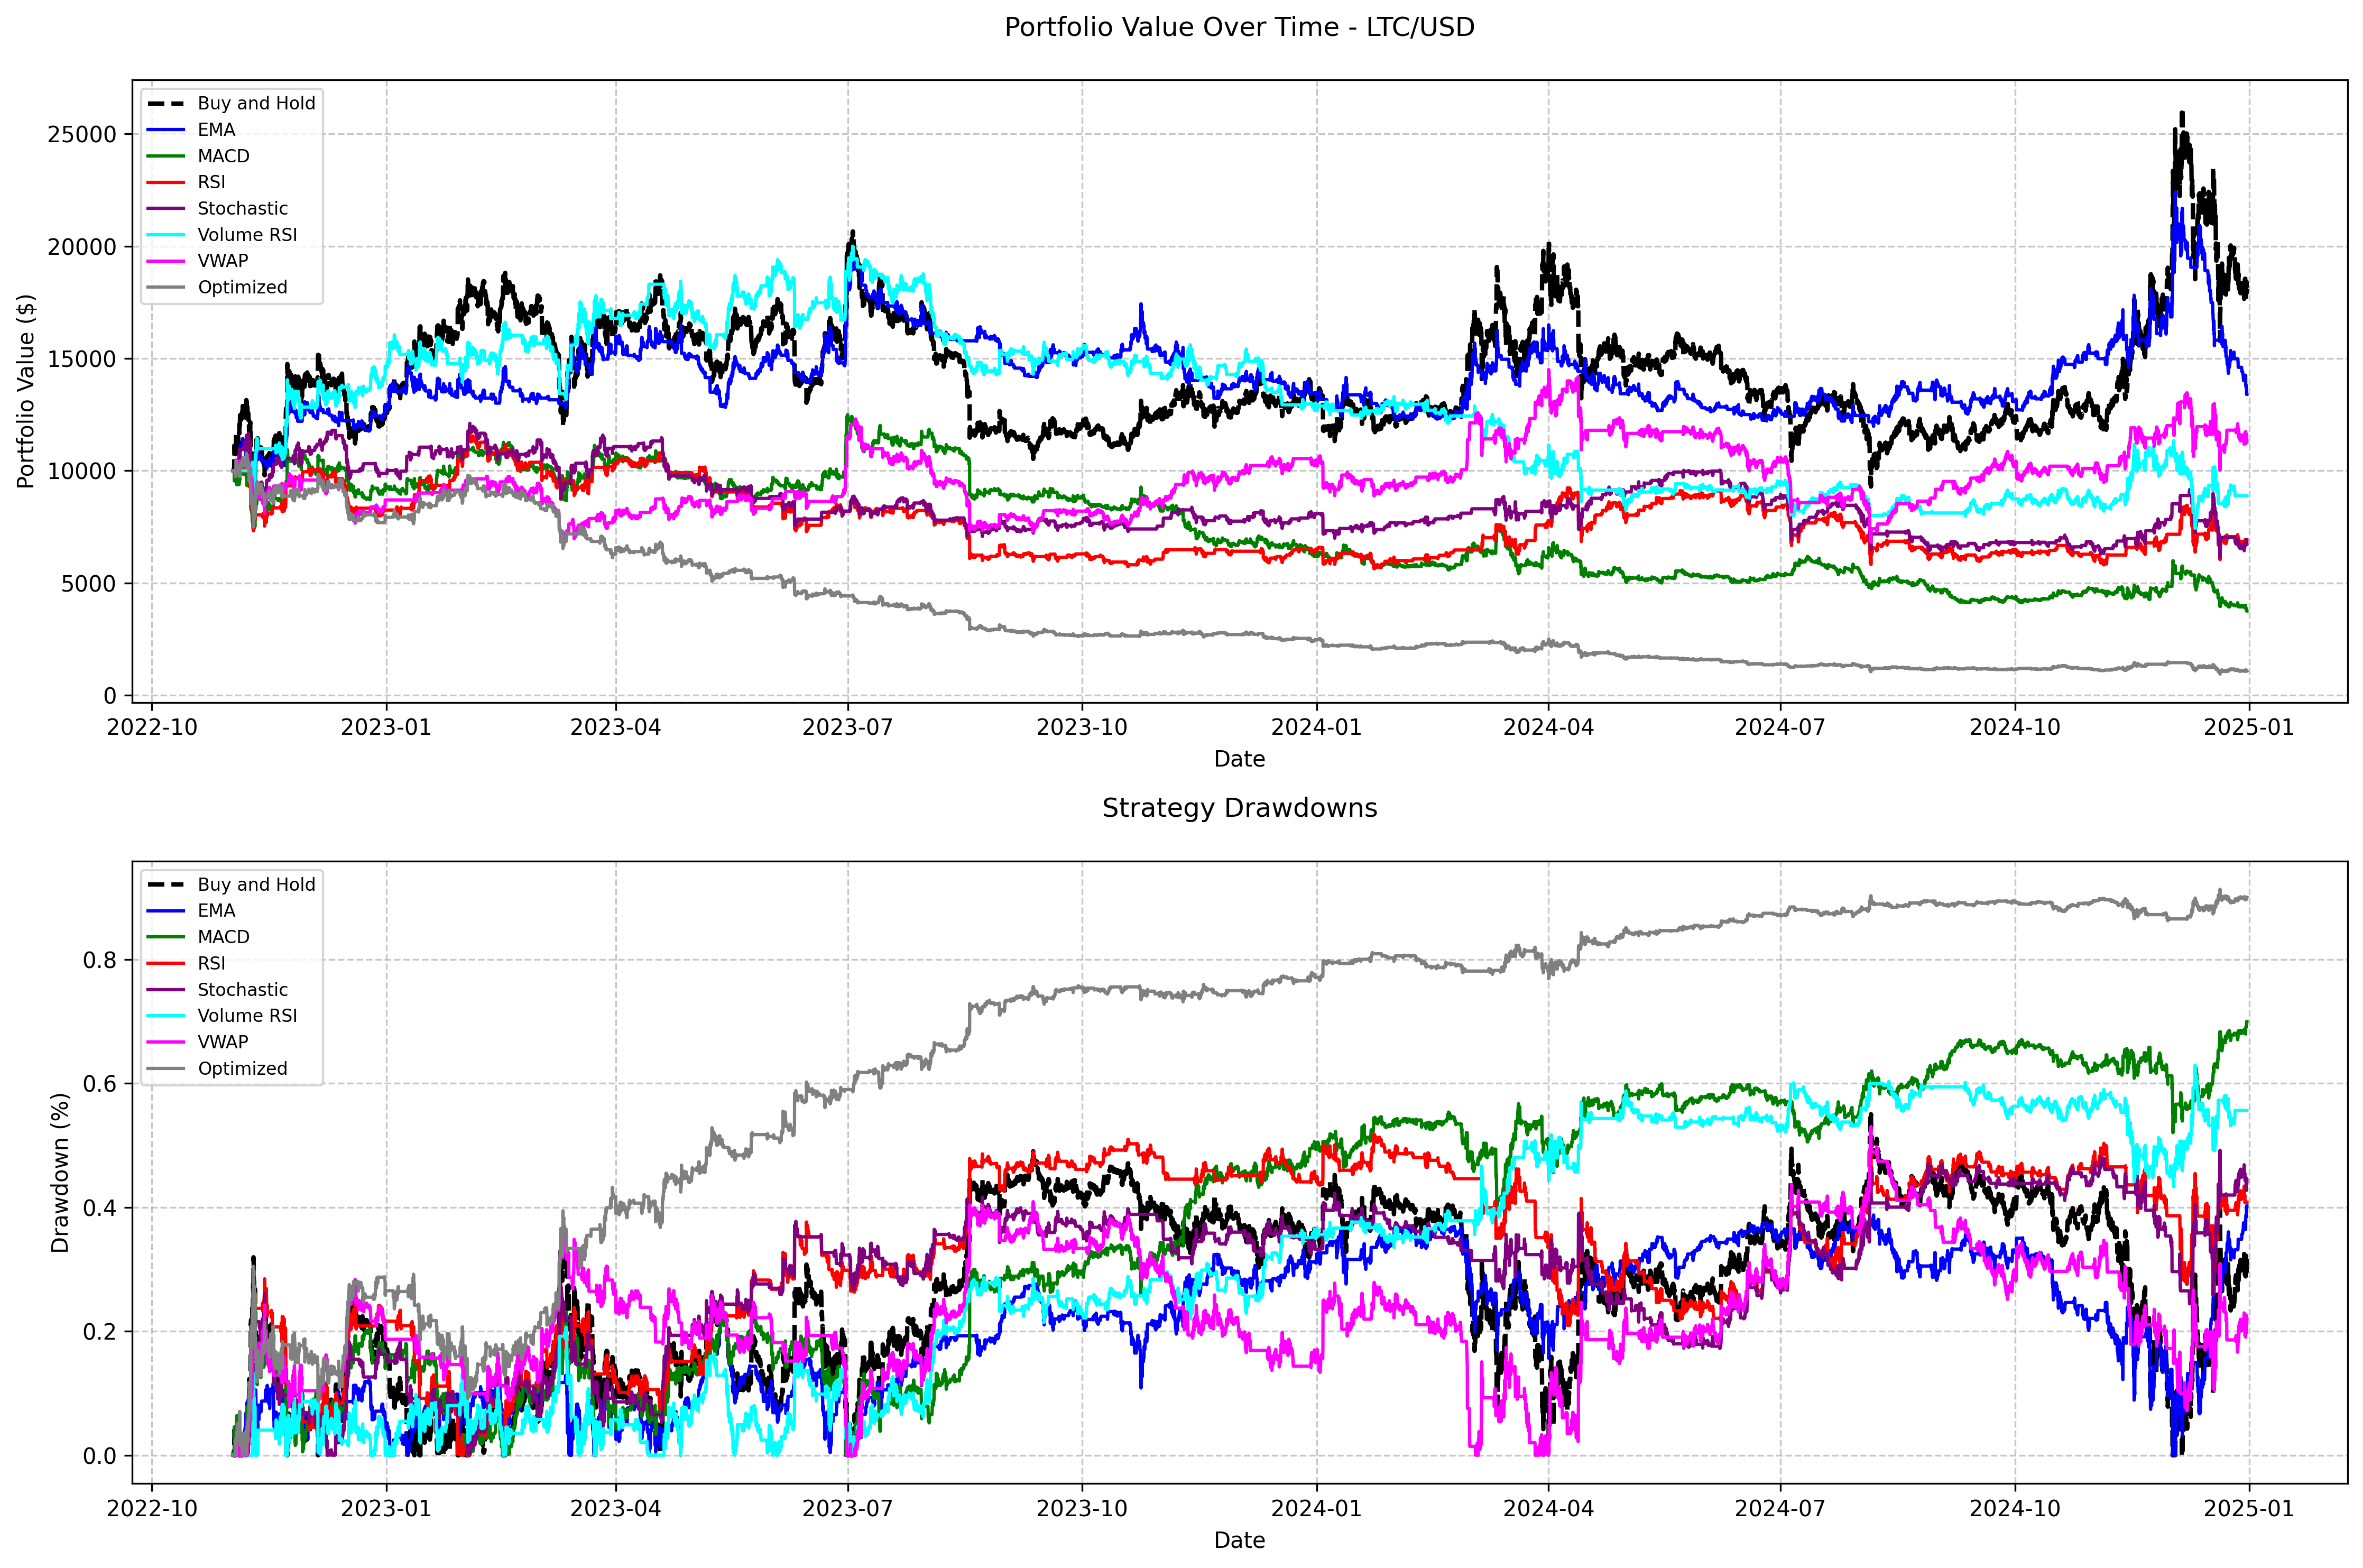 Portfolio Value Over Time - LTC/USD
Portfolio Value ($)
25000
20000
15000
10000
5000
0
Buy and Hold
EMA
MACD
RSI
Stochastic
Volume RSI
VWAP
Optimized
2022-10 2023-01 2023-04 2023-07 2023-10 2024-01 2024-04 2024-07 2024-10 2025-01
Date
Strategy Drawdowns
Drawdown (%)
0.8
0.6
0.4
0.2
0.0
Buy and Hold
EMA
MACD
RSI
Stochastic
Volume RSI
VWAP
Optimized
2022-10 2023-01 2023-04 2023-07 2023-10 2024-01 2024-04 2024-07 2024-10 2025-01
Date